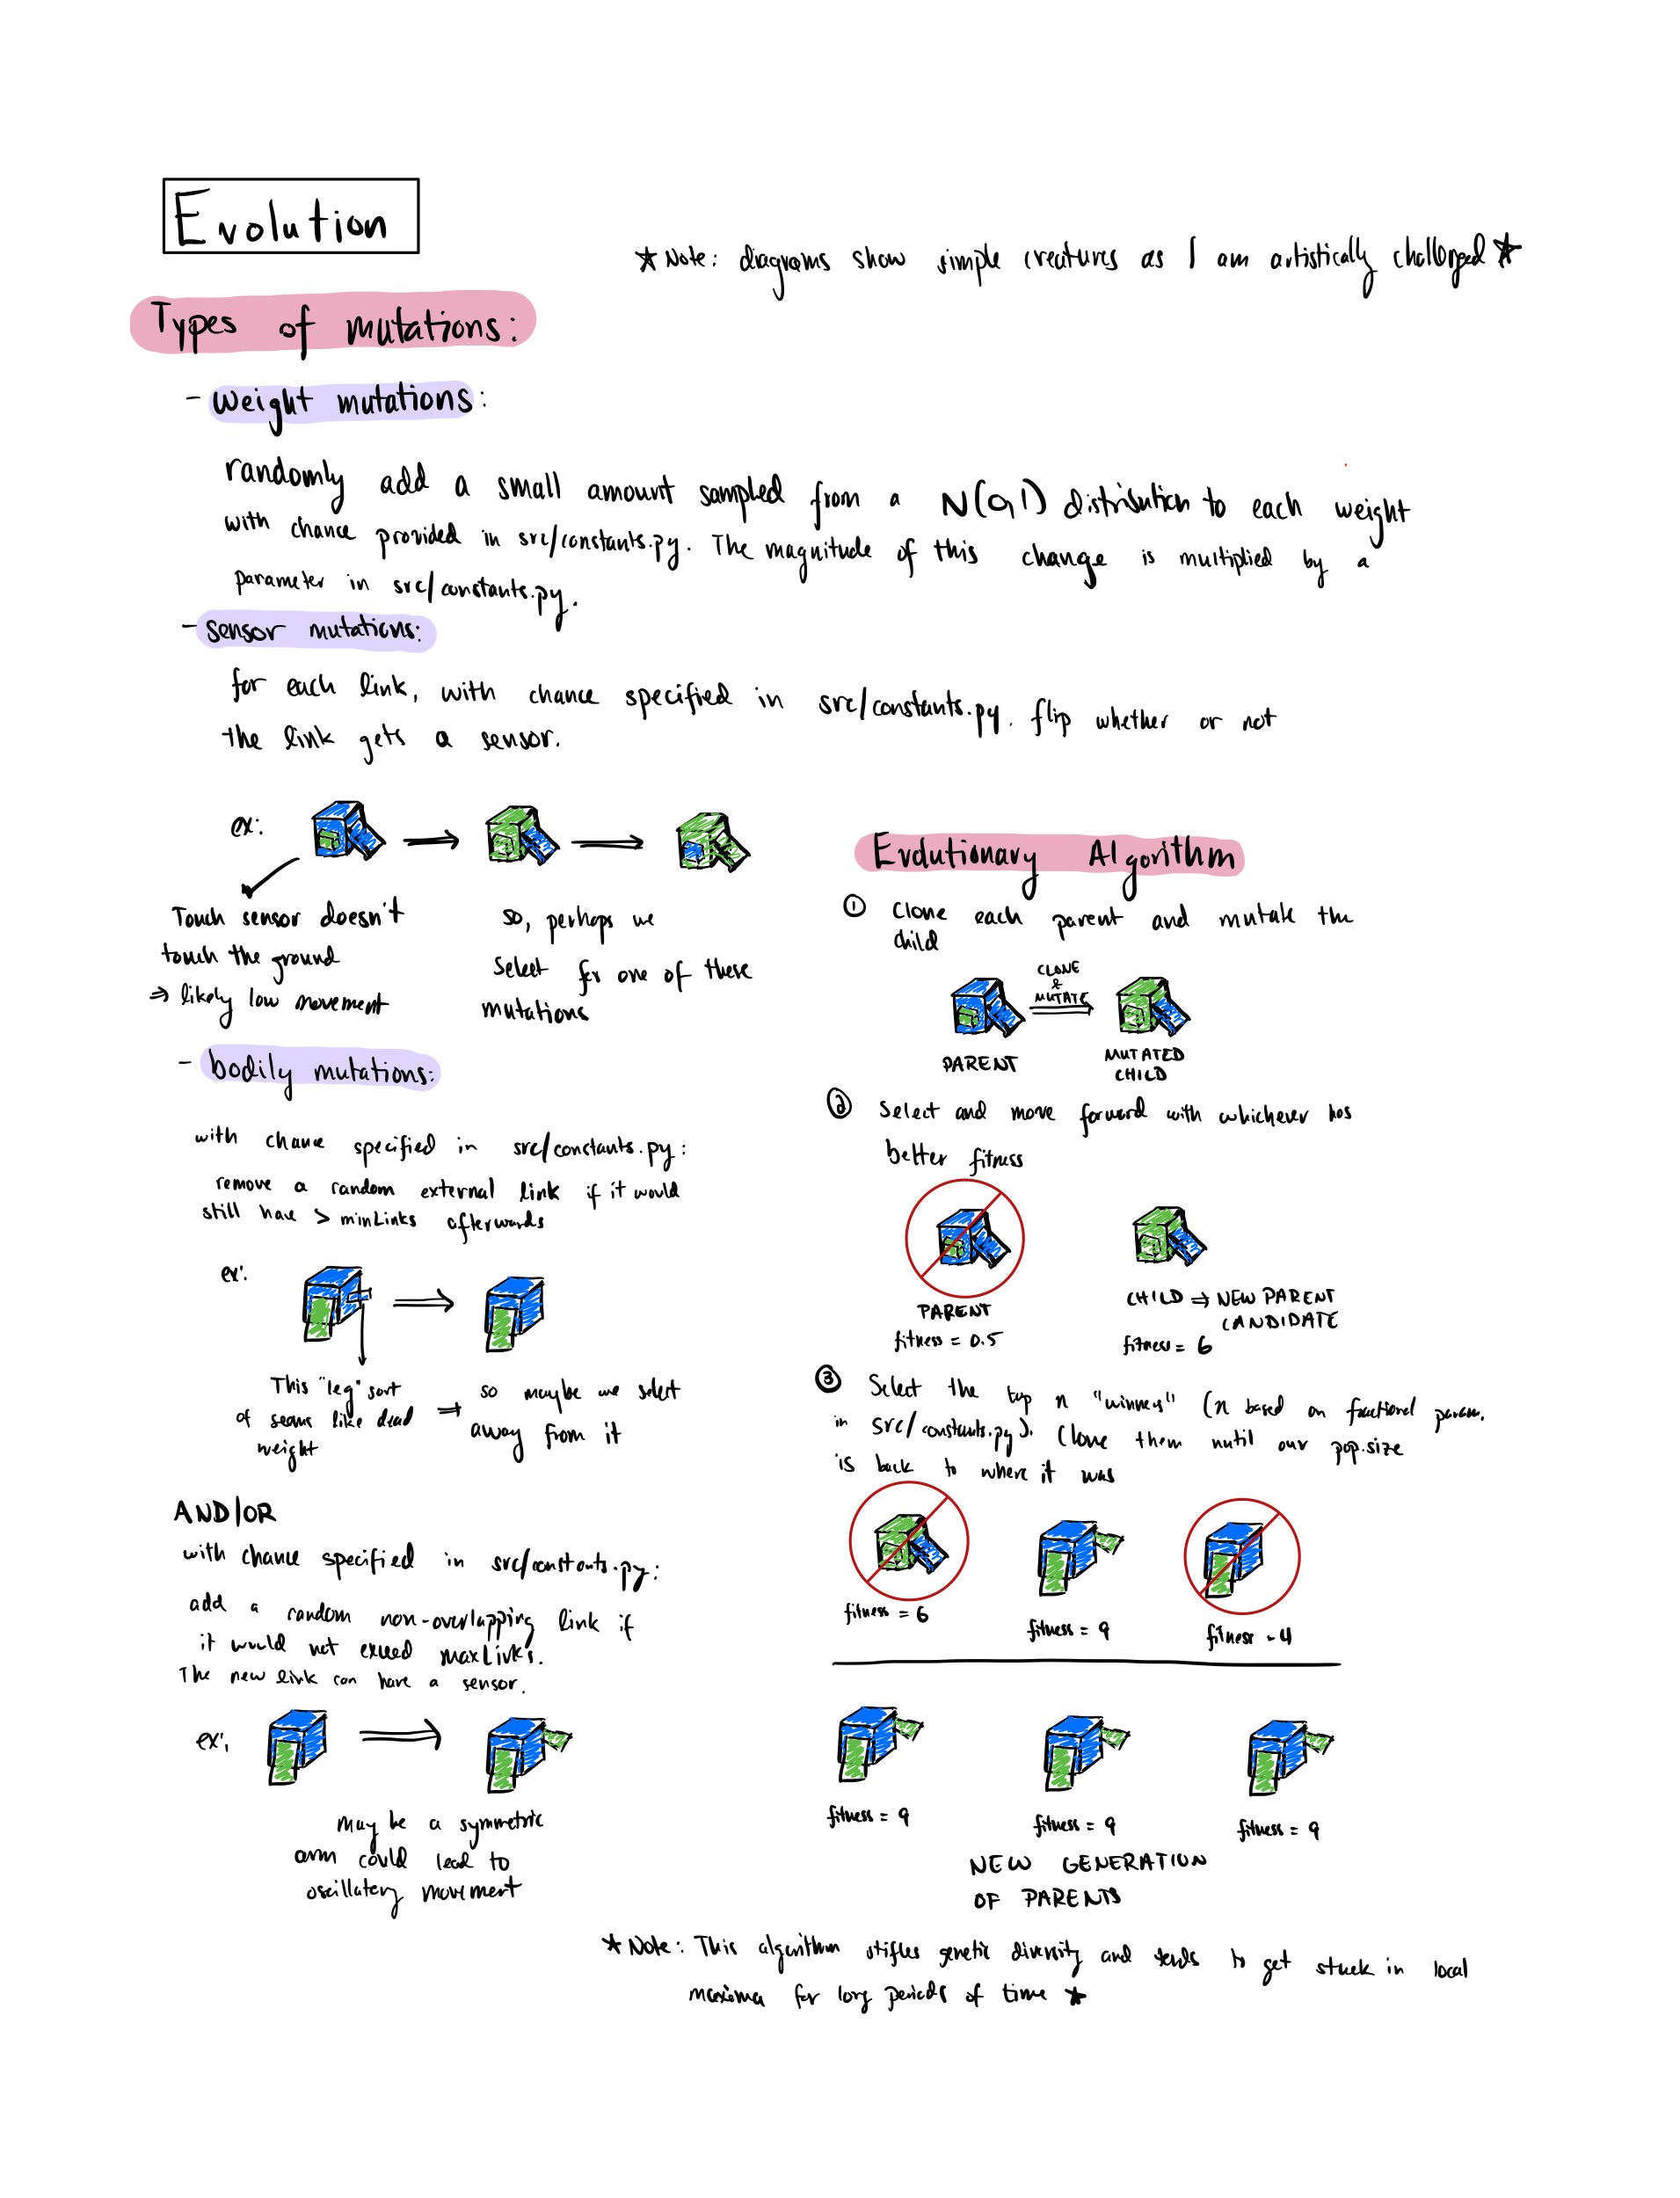 Evolution
★ Note: diagrams show simple creatures as I am artistically challenged ★
Types of mutations:
- weight mutations:
randomly add a small amount sampled from a N(0,1) distribution to each weight
with chance provided in src/constants.py. The magnitude of this change is multiplied by a
parameter in src/constants.py.
- sensor mutations:
for each link, with chance specified in src/constants.py. flip whether or not
the link gets a sensor.
ex:
Touch sensor doesn't
touch the ground
⇒ likely low movement
so, perhaps we
select for one of these
mutations
- bodily mutations:
with chance specified in src/constants.py:
remove a random external link if it would
still have > minLinks afterwards
ex:
This "leg" sort
of seems like dead
weight
⇒ so maybe we select
away from it
AND/OR
with chance specified in src/constants.py:
add a random non-overlapping link if
it would not exceed maxLinks.
The new link can have a sensor.
ex:
maybe a symmetric
arm could lead to
oscillatory movement
Evolutionary Algorithm
① Clone each parent and mutate the
child
CLONE
&
MUTATE
PARENT
MUTATED
CHILD
② Select and move forward with whichever has
better fitness
PARENT
fitness = 0.5
CHILD ⇒ NEW PARENT
CANDIDATE
fitness = 6
③ Select the top n "winners" (n based on fractional param.
in src/constants.py). Clone them until our pop. size
is back to where it was
fitness = 6
fitness = 9
fitness = 4
fitness = 9
fitness = 9
fitness = 9
NEW GENERATION
OF PARENTS
★ Note: This algorithm stifles genetic diversity and tends to get stuck in local
maxima for long periods of time ★